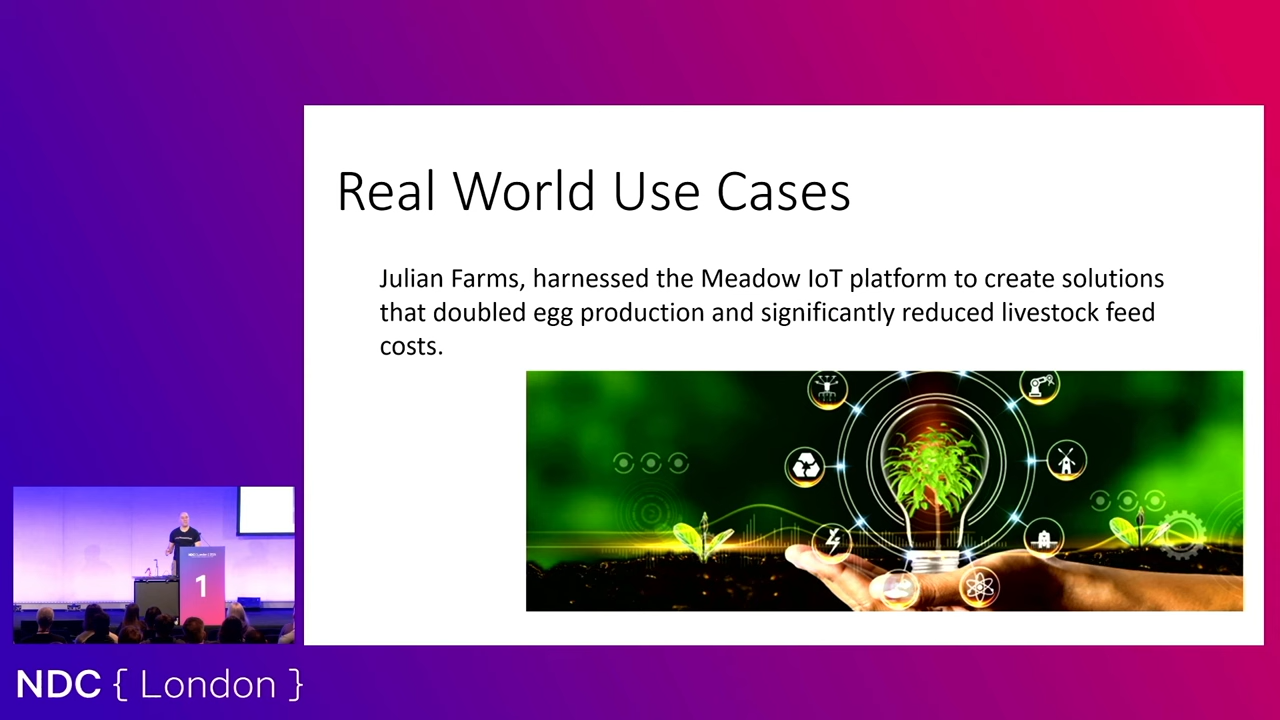 Real World Use Cases
Julian Farms, harnessed the Meadow IoT platform to create solutions
that doubled egg production and significantly reduced livestock feed
costs.
1
NDC { London }